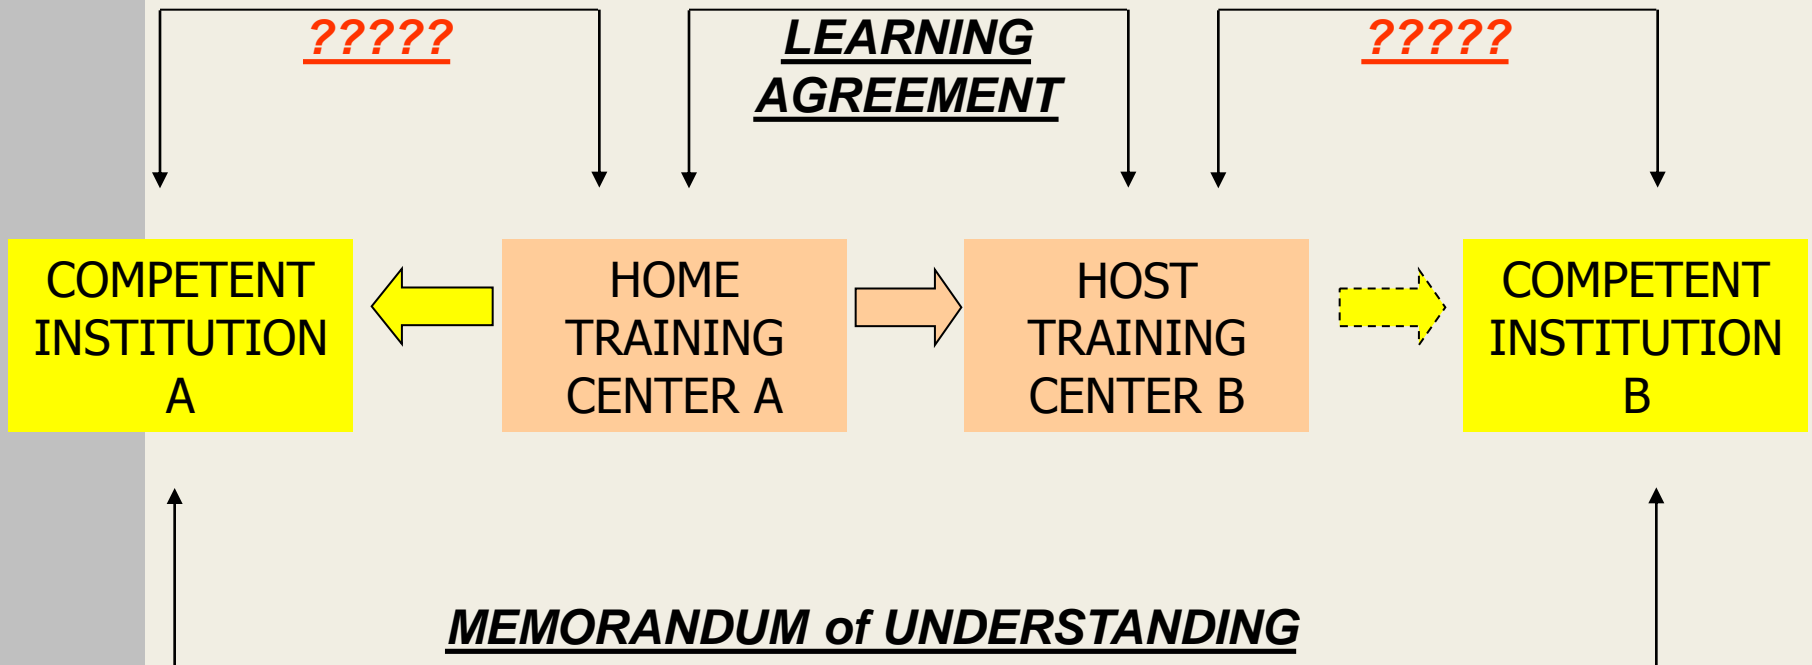 ?????
LEARNING
AGREEMENT
?????
COMPETENT
INSTITUTION
A
HOME
TRAINING
CENTER A
HOST
TRAINING
CENTER B
COMPETENT
INSTITUTION
B
MEMORANDUM of UNDERSTANDING